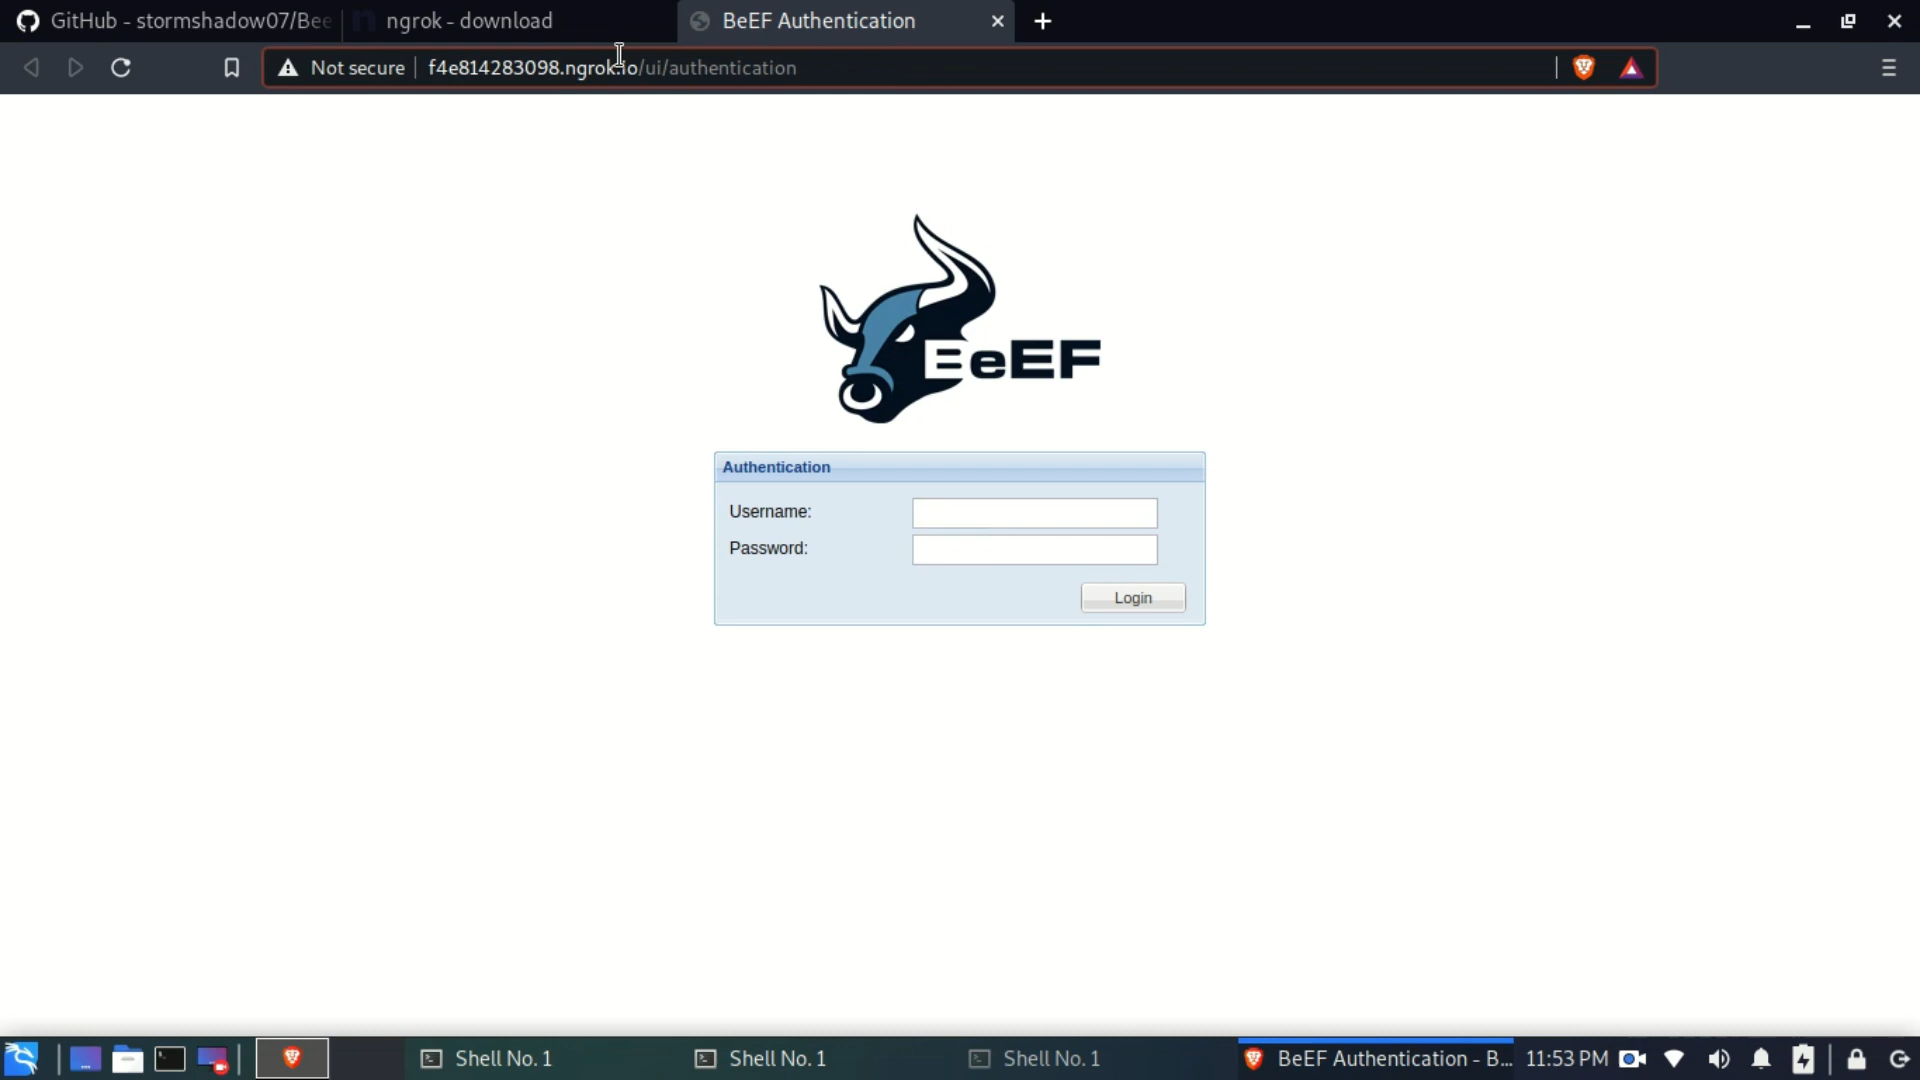 GitHub - stormshadow07/Bee
ngrok - download
BeEF Authentication
Not secure
f4e814283098.ngrok.io/ui/authentication
BeEF
Authentication
Username:
Password:
Login
Shell No. 1
Shell No. 1
Shell No. 1
BeEF Authentication - B...
11:53 PM